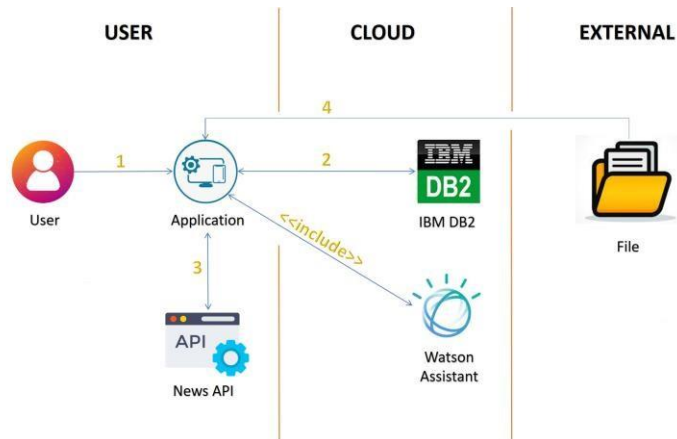 USER
CLOUD
EXTERNAL
4
1
2
IBM
DB2
User
Application
IBM DB2
File
<<include>>
3
API
News API
Watson
Assistant